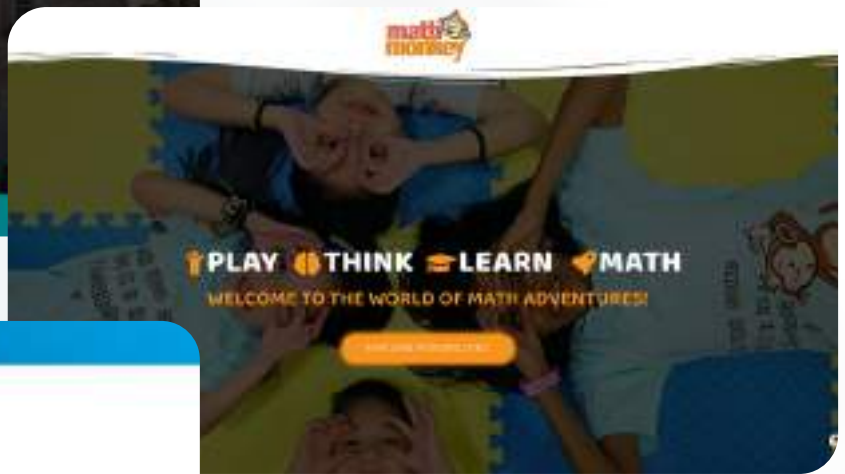 math
monkey
PLAY THINK LEARN MATH
WELCOME TO THE WORLD OF MATH ADVENTURES!